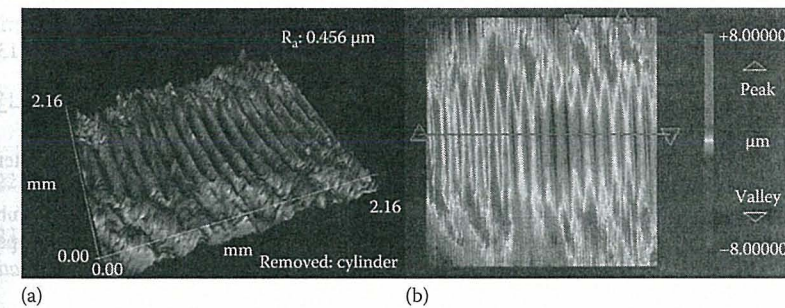 Ra: 0.456 µm
2.16
mm
0.00
0.00
mm
2.16
Removed: cylinder
+8.00000
Peak
µm
Valley
−8.00000
(a)
(b)